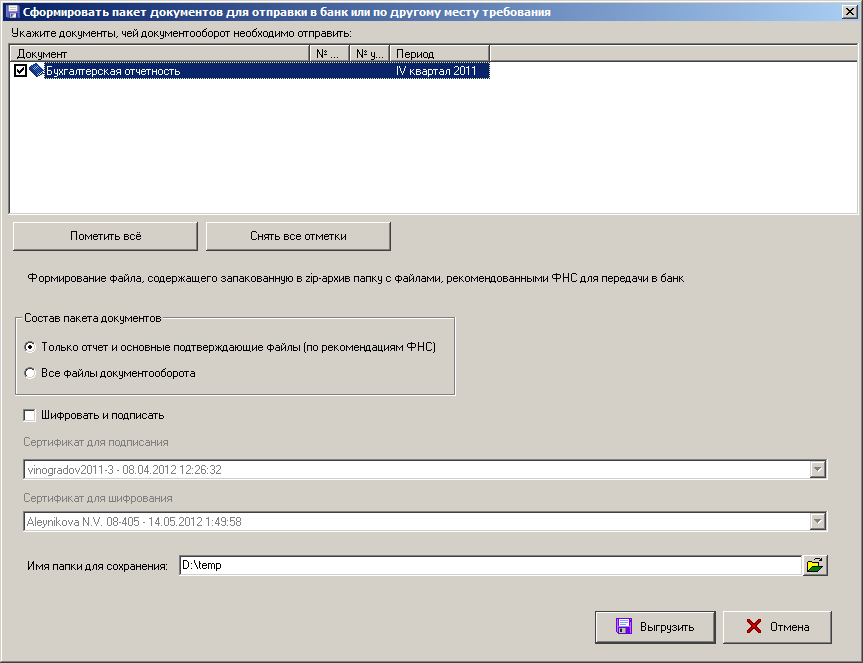 Сформировать пакет документов для отправки в банк или по другому месту требования
Укажите документы, чей документооборот необходимо отправить:
Документ № ... № у... Период
Бухгалтерская отчетность IV квартал 2011
Пометить всё Снять все отметки
Формирование файла, содержащего запакованную в zip-архив папку с файлами, рекомендованными ФНС для передачи в банк
Состав пакета документов
Только отчет и основные подтверждающие файлы (по рекомендациям ФНС)
Все файлы документооборота
Шифровать и подписать
Сертификат для подписания
vinogradov2011-3 - 08.04.2012 12:26:32
Сертификат для шифрования
Aleynikova N.V. 08-405 - 14.05.2012 1:49:58
Имя папки для сохранения: D:\temp
Выгрузить Отмена